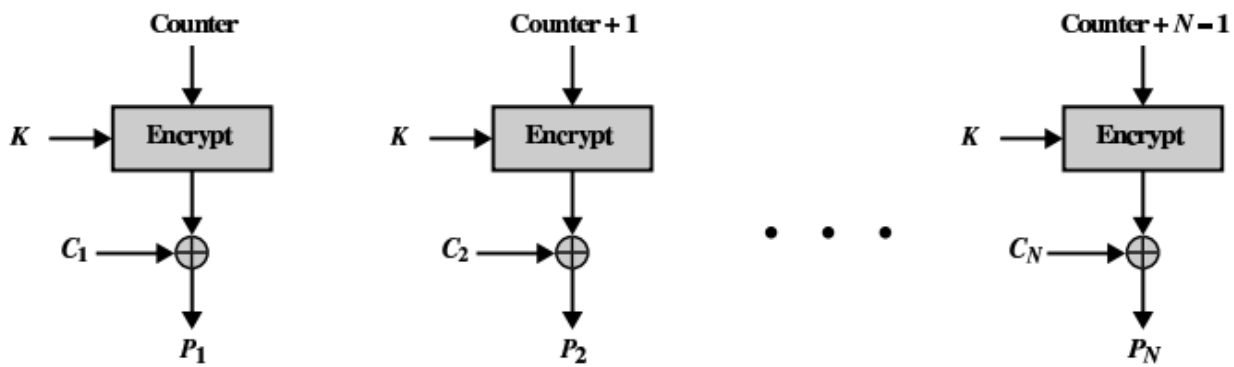 Counter Counter + 1 Counter + N – 1
K Encrypt K Encrypt K Encrypt
C1 C2 CN
P1 P2 PN